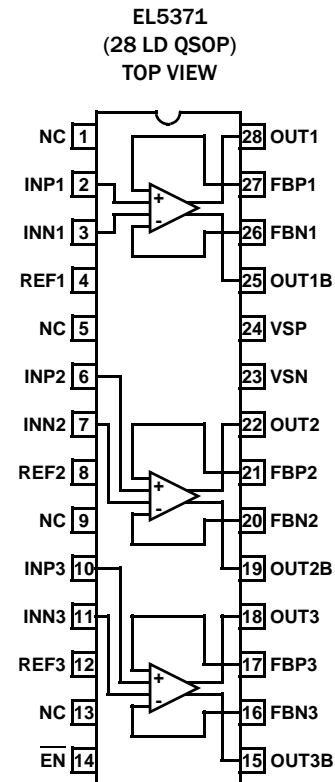 EL5371
(28 LD QSOP)
TOP VIEW
NC 1 28 OUT1
INP1 2 + 27 FBP1
INN1 3 - 26 FBN1
REF1 4 25 OUT1B
NC 5 24 VSP
INP2 6 23 VSN
INN2 7 22 OUT2
REF2 8 + 21 FBP2
NC 9 - 20 FBN2
INP3 10 19 OUT2B
INN3 11 18 OUT3
REF3 12 + 17 FBP3
NC 13 - 16 FBN3
EN 14 15 OUT3B